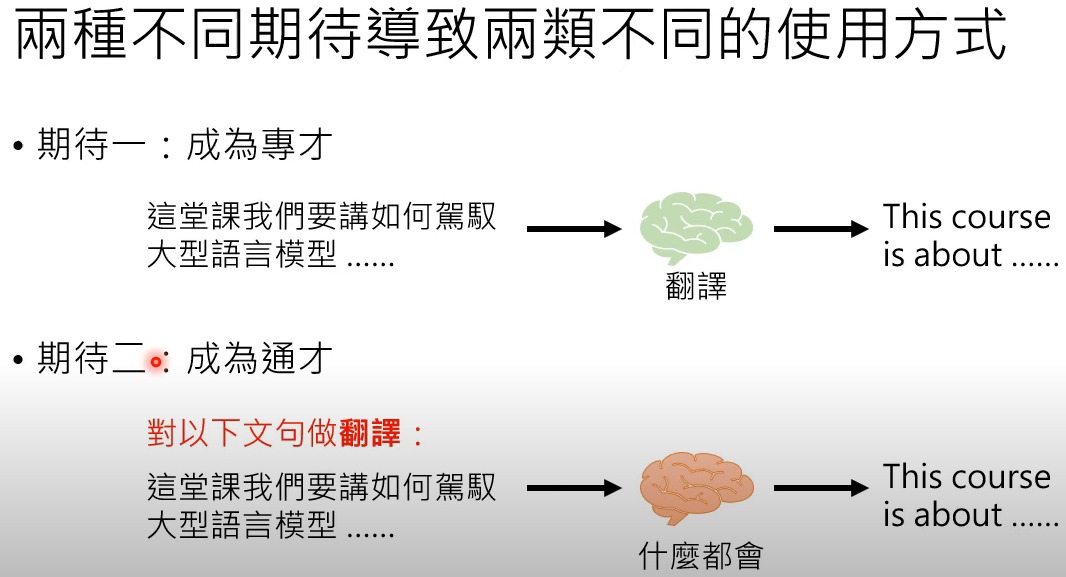 兩種不同期待導致兩類不同的使用方式
• 期待一：成為專才
這堂課我們要講如何駕馭
大型語言模型 ……
翻譯
This course
is about ……
• 期待二：成為通才
對以下文句做翻譯：
這堂課我們要講如何駕馭
大型語言模型 ……
什麼都會
This course
is about ……